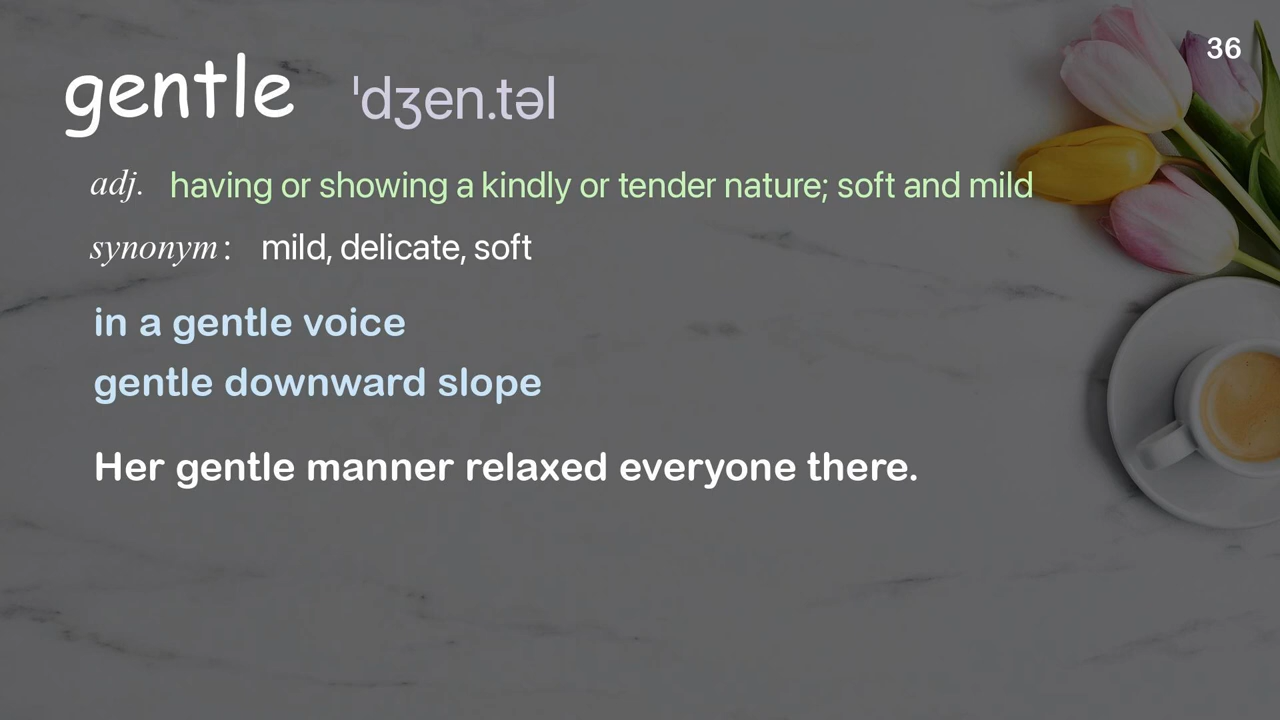 36
gentle ˈdʒen.təl
adj. having or showing a kindly or tender nature; soft and mild
synonym: mild, delicate, soft
in a gentle voice
gentle downward slope
Her gentle manner relaxed everyone there.